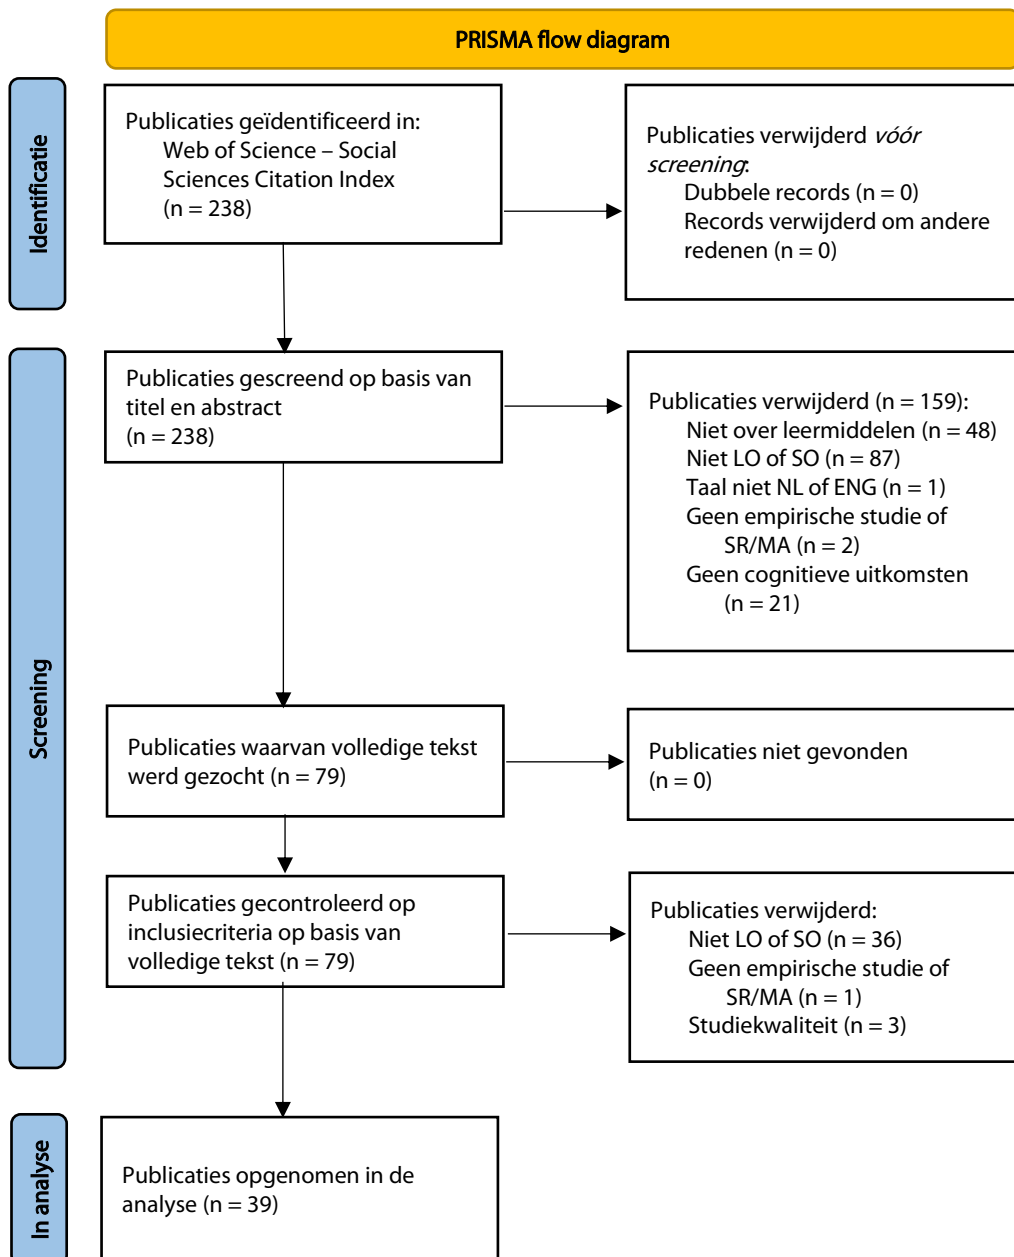 PRISMA flow diagram
Identificatie
Publicaties geïdentificeerd in:
Web of Science – Social
Sciences Citation Index
(n = 238)
Publicaties verwijderd vóór
screening:
Dubbele records (n = 0)
Records verwijderd om andere
redenen (n = 0)
Screening
Publicaties gescreend op basis van
titel en abstract
(n = 238)
Publicaties verwijderd (n = 159):
Niet over leermiddelen (n = 48)
Niet LO of SO (n = 87)
Taal niet NL of ENG (n = 1)
Geen empirische studie of
SR/MA (n = 2)
Geen cognitieve uitkomsten
(n = 21)
Publicaties waarvan volledige tekst
werd gezocht (n = 79)
Publicaties niet gevonden
(n = 0)
Publicaties gecontroleerd op
inclusiecriteria op basis van
volledige tekst (n = 79)
Publicaties verwijderd:
Niet LO of SO (n = 36)
Geen empirische studie of
SR/MA (n = 1)
Studiekwaliteit (n = 3)
In analyse
Publicaties opgenomen in de
analyse (n = 39)